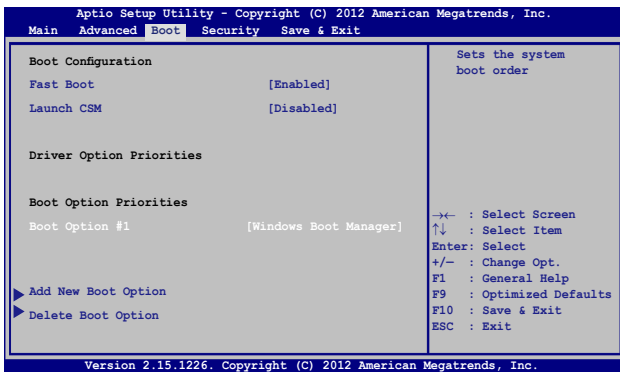 Aptio Setup Utility - Copyright (C) 2012 American Megatrends, Inc.
Main Advanced Boot Security Save & Exit
Boot Configuration
Fast Boot [Enabled]
Launch CSM [Disabled]
Driver Option Priorities
Boot Option Priorities
Boot Option #1 [Windows Boot Manager]
Add New Boot Option
Delete Boot Option
Sets the system
boot order
→← : Select Screen
↑↓ : Select Item
Enter: Select
+/— : Change Opt.
F1 : General Help
F9 : Optimized Defaults
F10 : Save & Exit
ESC : Exit
Version 2.15.1226. Copyright (C) 2012 American Megatrends, Inc.